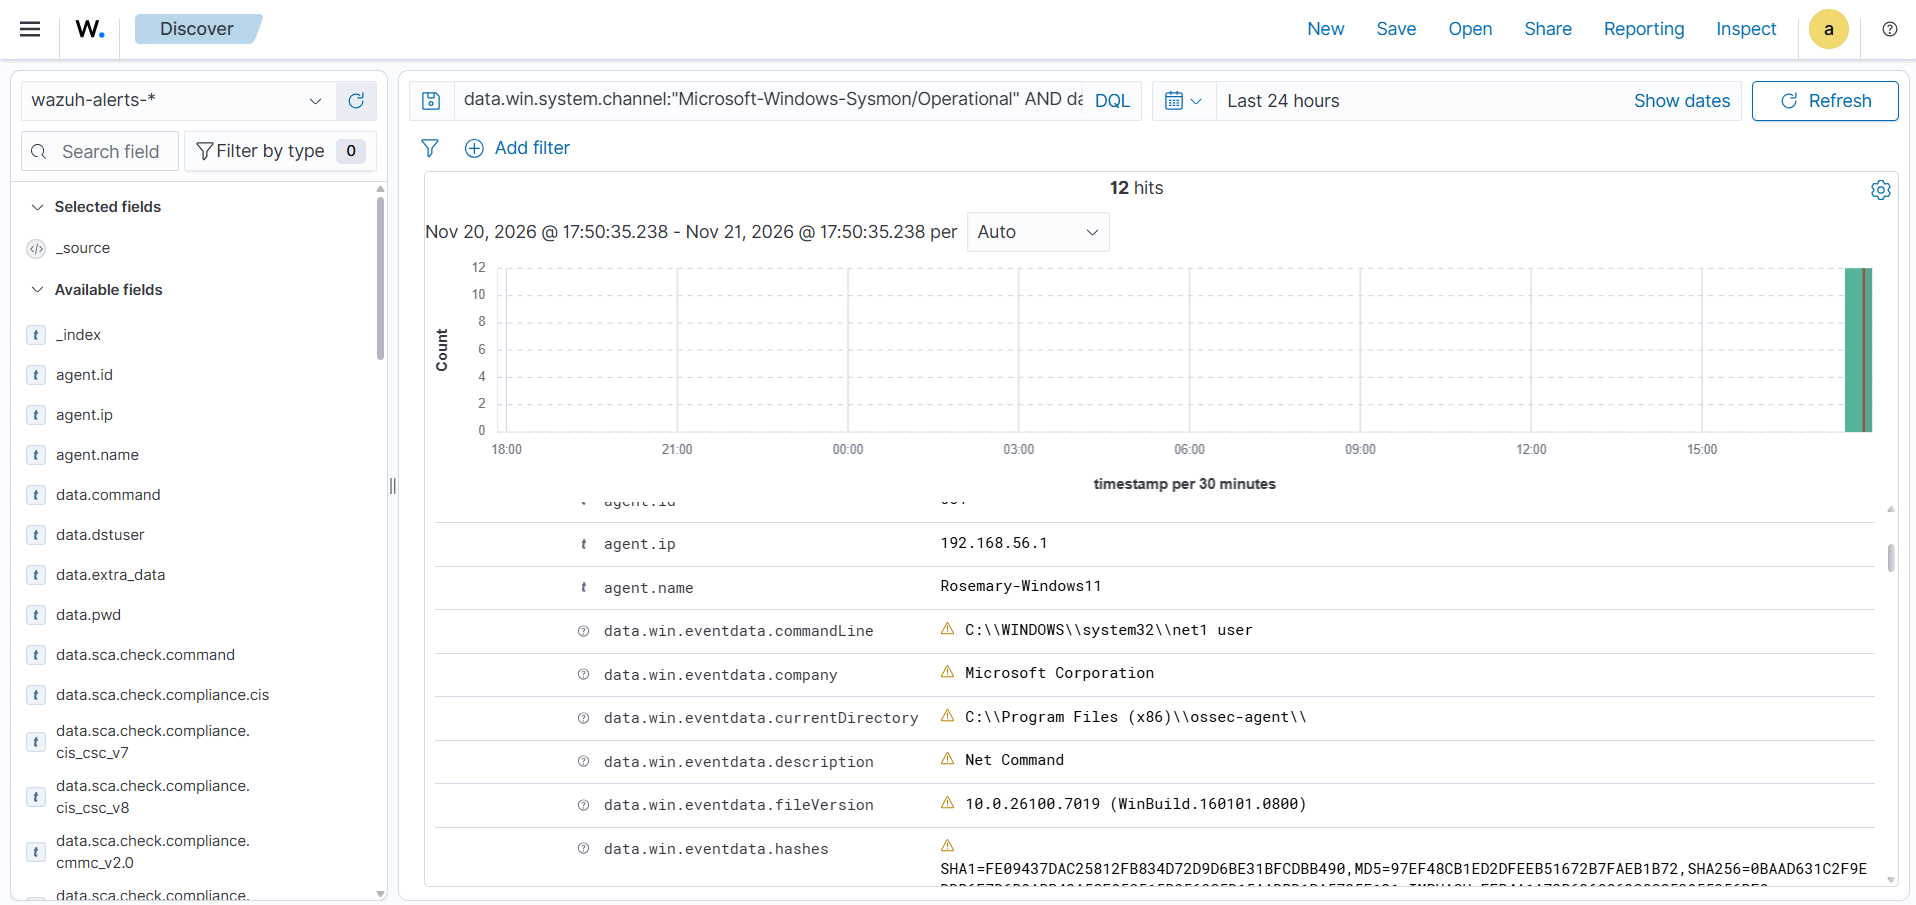 W. Discover New Save Open Share Reporting Inspect a
wazuh-alerts-*
data.win.system.channel:"Microsoft-Windows-Sysmon/Operational" AND da DQL Last 24 hours Show dates Refresh
Search field Filter by type 0
Add filter
Selected fields
_source
Available fields
t _index
t agent.id
t agent.ip
t agent.name
t data.command
t data.dstuser
t data.extra_data
t data.pwd
t data.sca.check.command
t data.sca.check.compliance.cis
t data.sca.check.compliance.
cis_csc_v7
t data.sca.check.compliance.
cis_csc_v8
t data.sca.check.compliance.
cmmc_v2.0
data.sca.check.compliance.
12 hits
Nov 20, 2026 @ 17:50:35.238 - Nov 21, 2026 @ 17:50:35.238 per Auto
Count
12
10
8
6
4
2
0
18:00 21:00 00:00 03:00 06:00 09:00 12:00 15:00
timestamp per 30 minutes
t agent.id
t agent.ip 192.168.56.1
t agent.name Rosemary-Windows11
data.win.eventdata.commandLine C:\\WINDOWS\\system32\\net1 user
data.win.eventdata.company Microsoft Corporation
data.win.eventdata.currentDirectory C:\\Program Files (x86)\\ossec-agent\\
data.win.eventdata.description Net Command
data.win.eventdata.fileVersion 10.0.26100.7019 (WinBuild.160101.0800)
data.win.eventdata.hashes
SHA1=FE09437DAC25812FB834D72D9D6BE31BFCDBB490,MD5=97EF48CB1ED2DFEEB51672B7FAEB1B72,SHA256=0BAAD631C2F9E